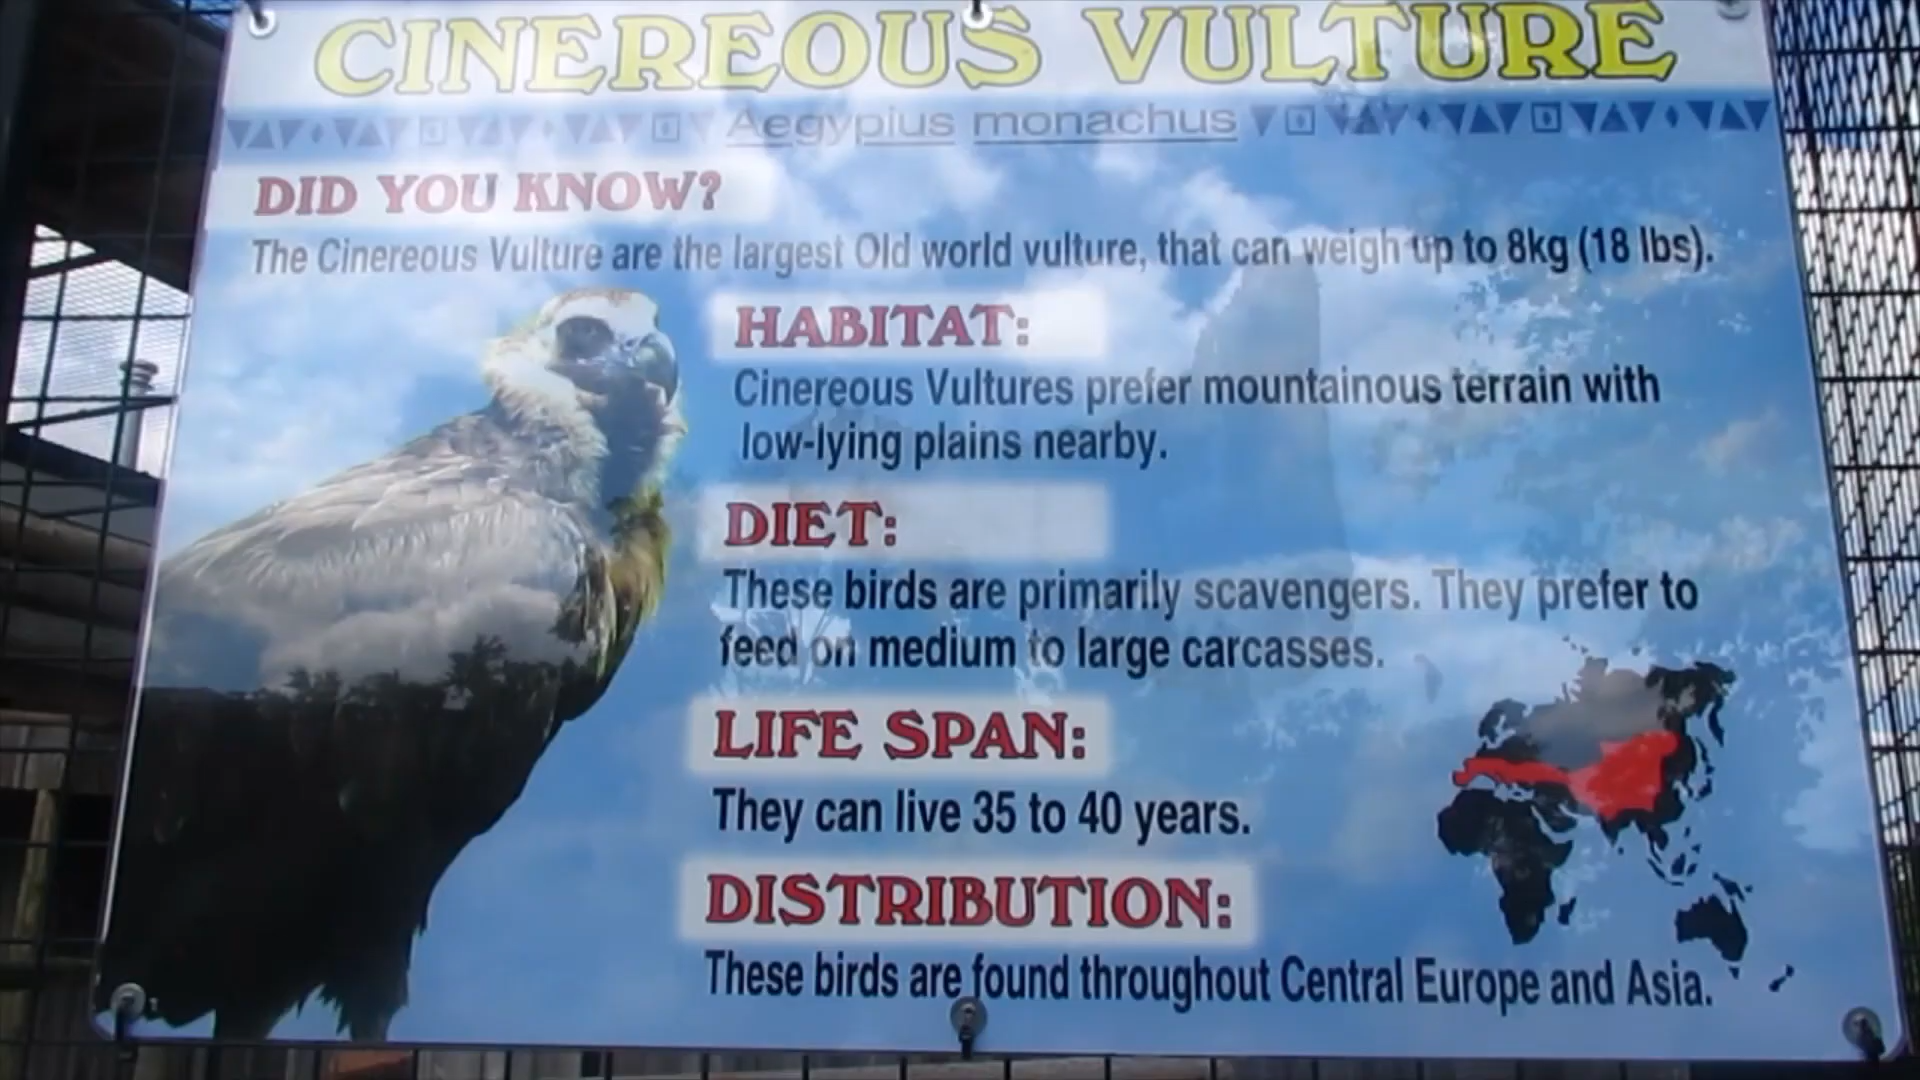 CINEREOUS VULTURE
Aegypius monachus
DID YOU KNOW?
The Cinereous Vulture are the largest Old world vulture, that can weigh up to 8kg (18 lbs).
HABITAT:
Cinereous Vultures prefer mountainous terrain with
low-lying plains nearby.
DIET:
These birds are primarily scavengers. They prefer to
feed on medium to large carcasses.
LIFE SPAN:
They can live 35 to 40 years.
DISTRIBUTION:
These birds are found throughout Central Europe and Asia.